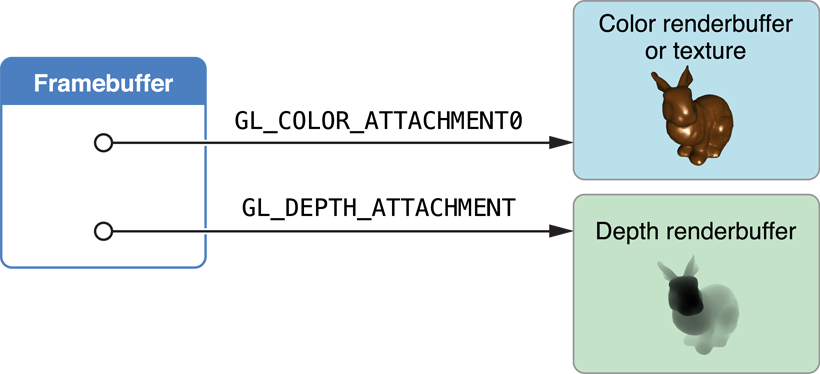 Framebuffer
GL_COLOR_ATTACHMENT0
Color renderbuffer
or texture
GL_DEPTH_ATTACHMENT
Depth renderbuffer